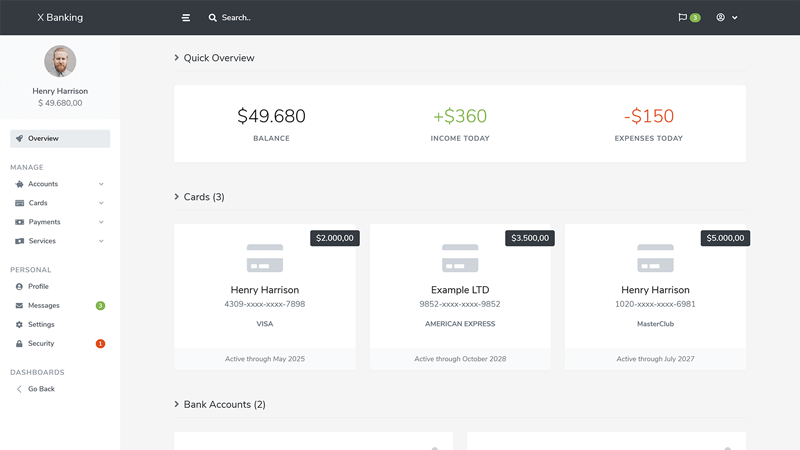 X Banking
Search..
3
Henry Harrison
$ 49.680,00
Overview
MANAGE
Accounts
Cards
Payments
Services
PERSONAL
Profile
Messages
3
Settings
Security
1
DASHBOARDS
Go Back
Quick Overview
$49.680
+$360
-$150
BALANCE
INCOME TODAY
EXPENSES TODAY
Cards (3)
$2.000,00
Henry Harrison
4309-xxxx-xxxx-7898
VISA
Active through May 2025
$3.500,00
Example LTD
9852-xxxx-xxxx-9852
AMERICAN EXPRESS
Active through October 2028
$5.000,00
Henry Harrison
1020-xxxx-xxxx-6981
MasterClub
Active through July 2027
Bank Accounts (2)